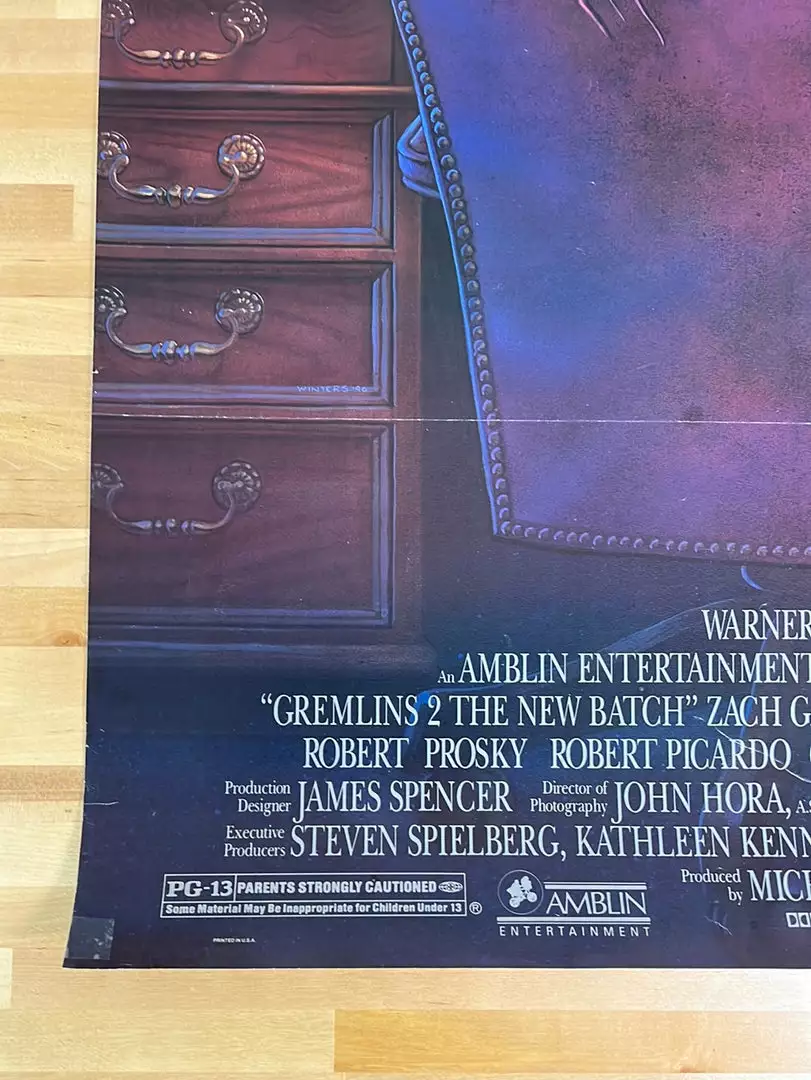 WINTERS '90
WARNER
An AMBLIN ENTERTAINMENT
“GREMLINS 2 THE NEW BATCH” ZACH G
ROBERT PROSKY ROBERT PICARDO
Production Designer JAMES SPENCER Director of Photography JOHN HORA, A.S
Executive Producers STEVEN SPIELBERG, KATHLEEN KENN
Produced by MICH
PG-13 PARENTS STRONGLY CAUTIONED
Some Material May Be Inappropriate for Children Under 13 ®
AMBLIN
ENTERTAINMENT
PRINTED IN U.S.A.